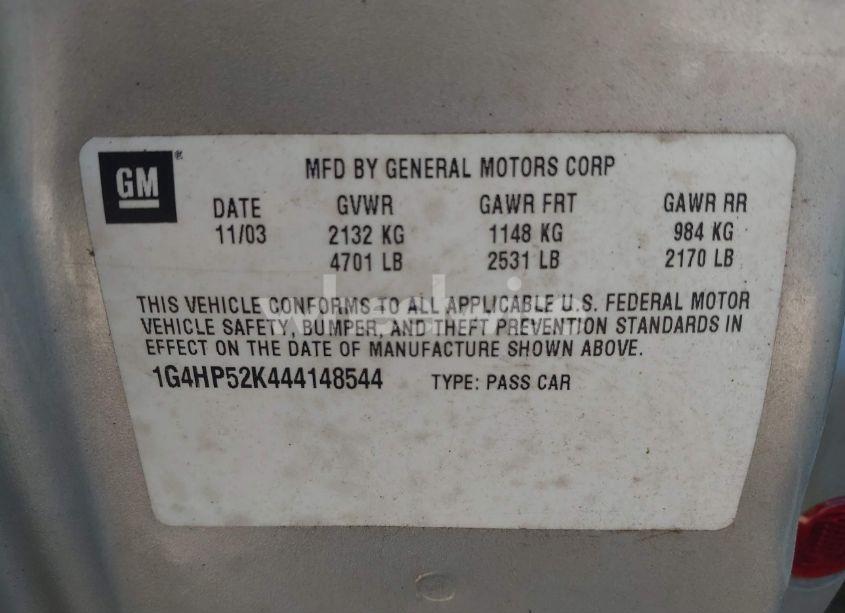 GM
MFD BY GENERAL MOTORS CORP
DATE GVWR GAWR FRT GAWR RR
11/03 2132 KG 1148 KG 984 KG
4701 LB 2531 LB 2170 LB
THIS VEHICLE CONFORMS TO ALL APPLICABLE U.S. FEDERAL MOTOR
VEHICLE SAFETY, BUMPER, AND THEFT PREVENTION STANDARDS IN
EFFECT ON THE DATE OF MANUFACTURE SHOWN ABOVE.
1G4HP52K444148544 TYPE: PASS CAR